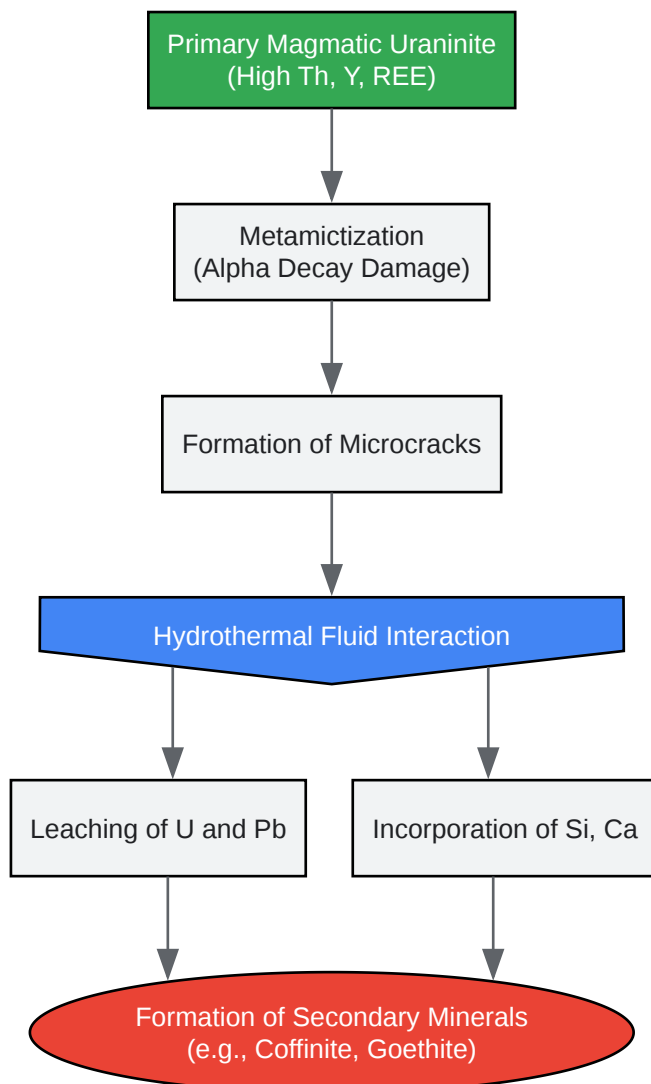 Primary Magmatic Uraninite
(High Th, Y, REE)
Metamictization
(Alpha Decay Damage)
Formation of Microcracks
Hydrothermal Fluid Interaction
Leaching of U and Pb
Incorporation of Si, Ca
Formation of Secondary Minerals
(e.g., Coffinite, Goethite)